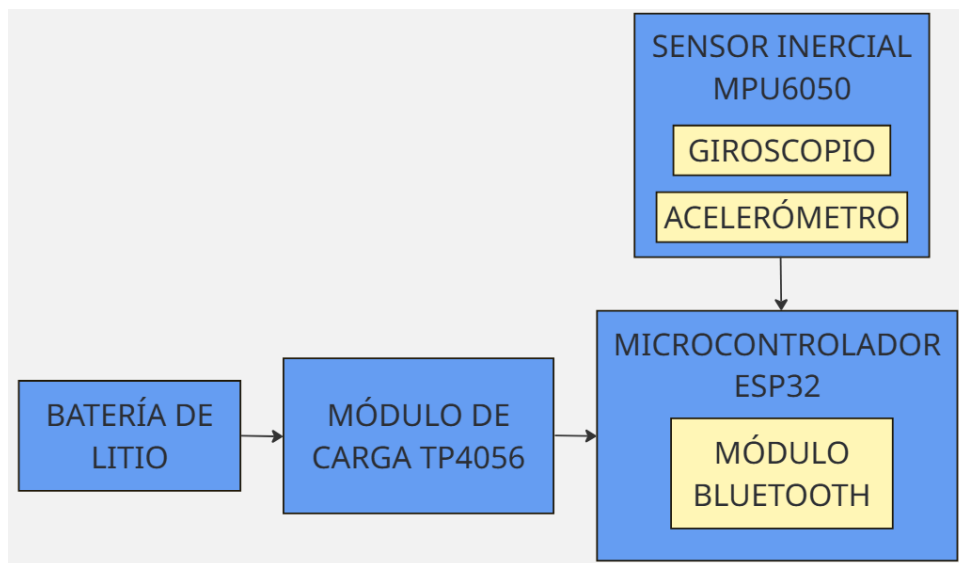 SENSOR INERCIAL
MPU6050
GIROSCOPIO
ACELERÓMETRO
BATERÍA DE
LITIO
MÓDULO DE
CARGA TP4056
MICROCONTROLADOR
ESP32
MÓDULO
BLUETOOTH